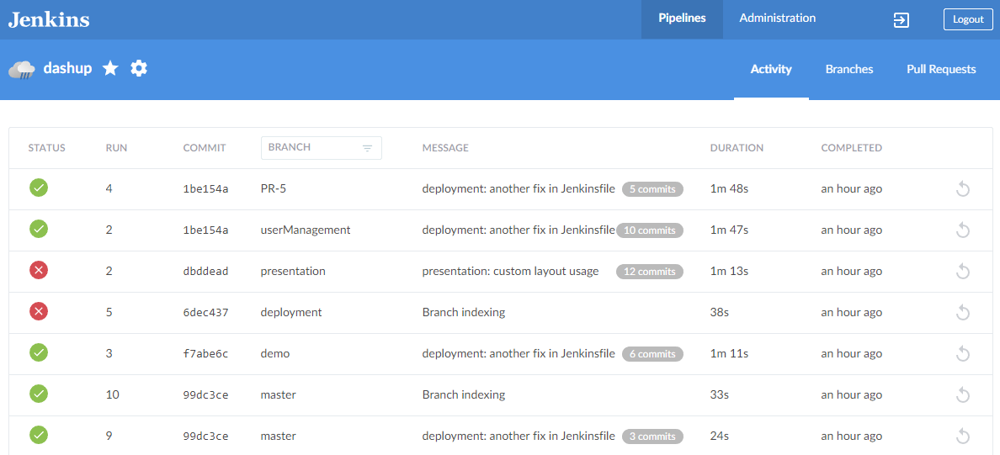 Jenkins Pipelines Administration Logout
dashup Activity Branches Pull Requests
STATUS RUN COMMIT BRANCH MESSAGE DURATION COMPLETED
4 1be154a PR-5 deployment: another fix in Jenkinsfile 5 commits 1m 48s an hour ago
2 1be154a userManagement deployment: another fix in Jenkinsfile 10 commits 1m 47s an hour ago
2 dbddead presentation presentation: custom layout usage 12 commits 1m 13s an hour ago
5 6dec437 deployment Branch indexing 38s an hour ago
3 f7abe6c demo deployment: another fix in Jenkinsfile 6 commits 1m 11s an hour ago
10 99dc3ce master Branch indexing 33s an hour ago
9 99dc3ce master deployment: another fix in Jenkinsfile 3 commits 24s an hour ago